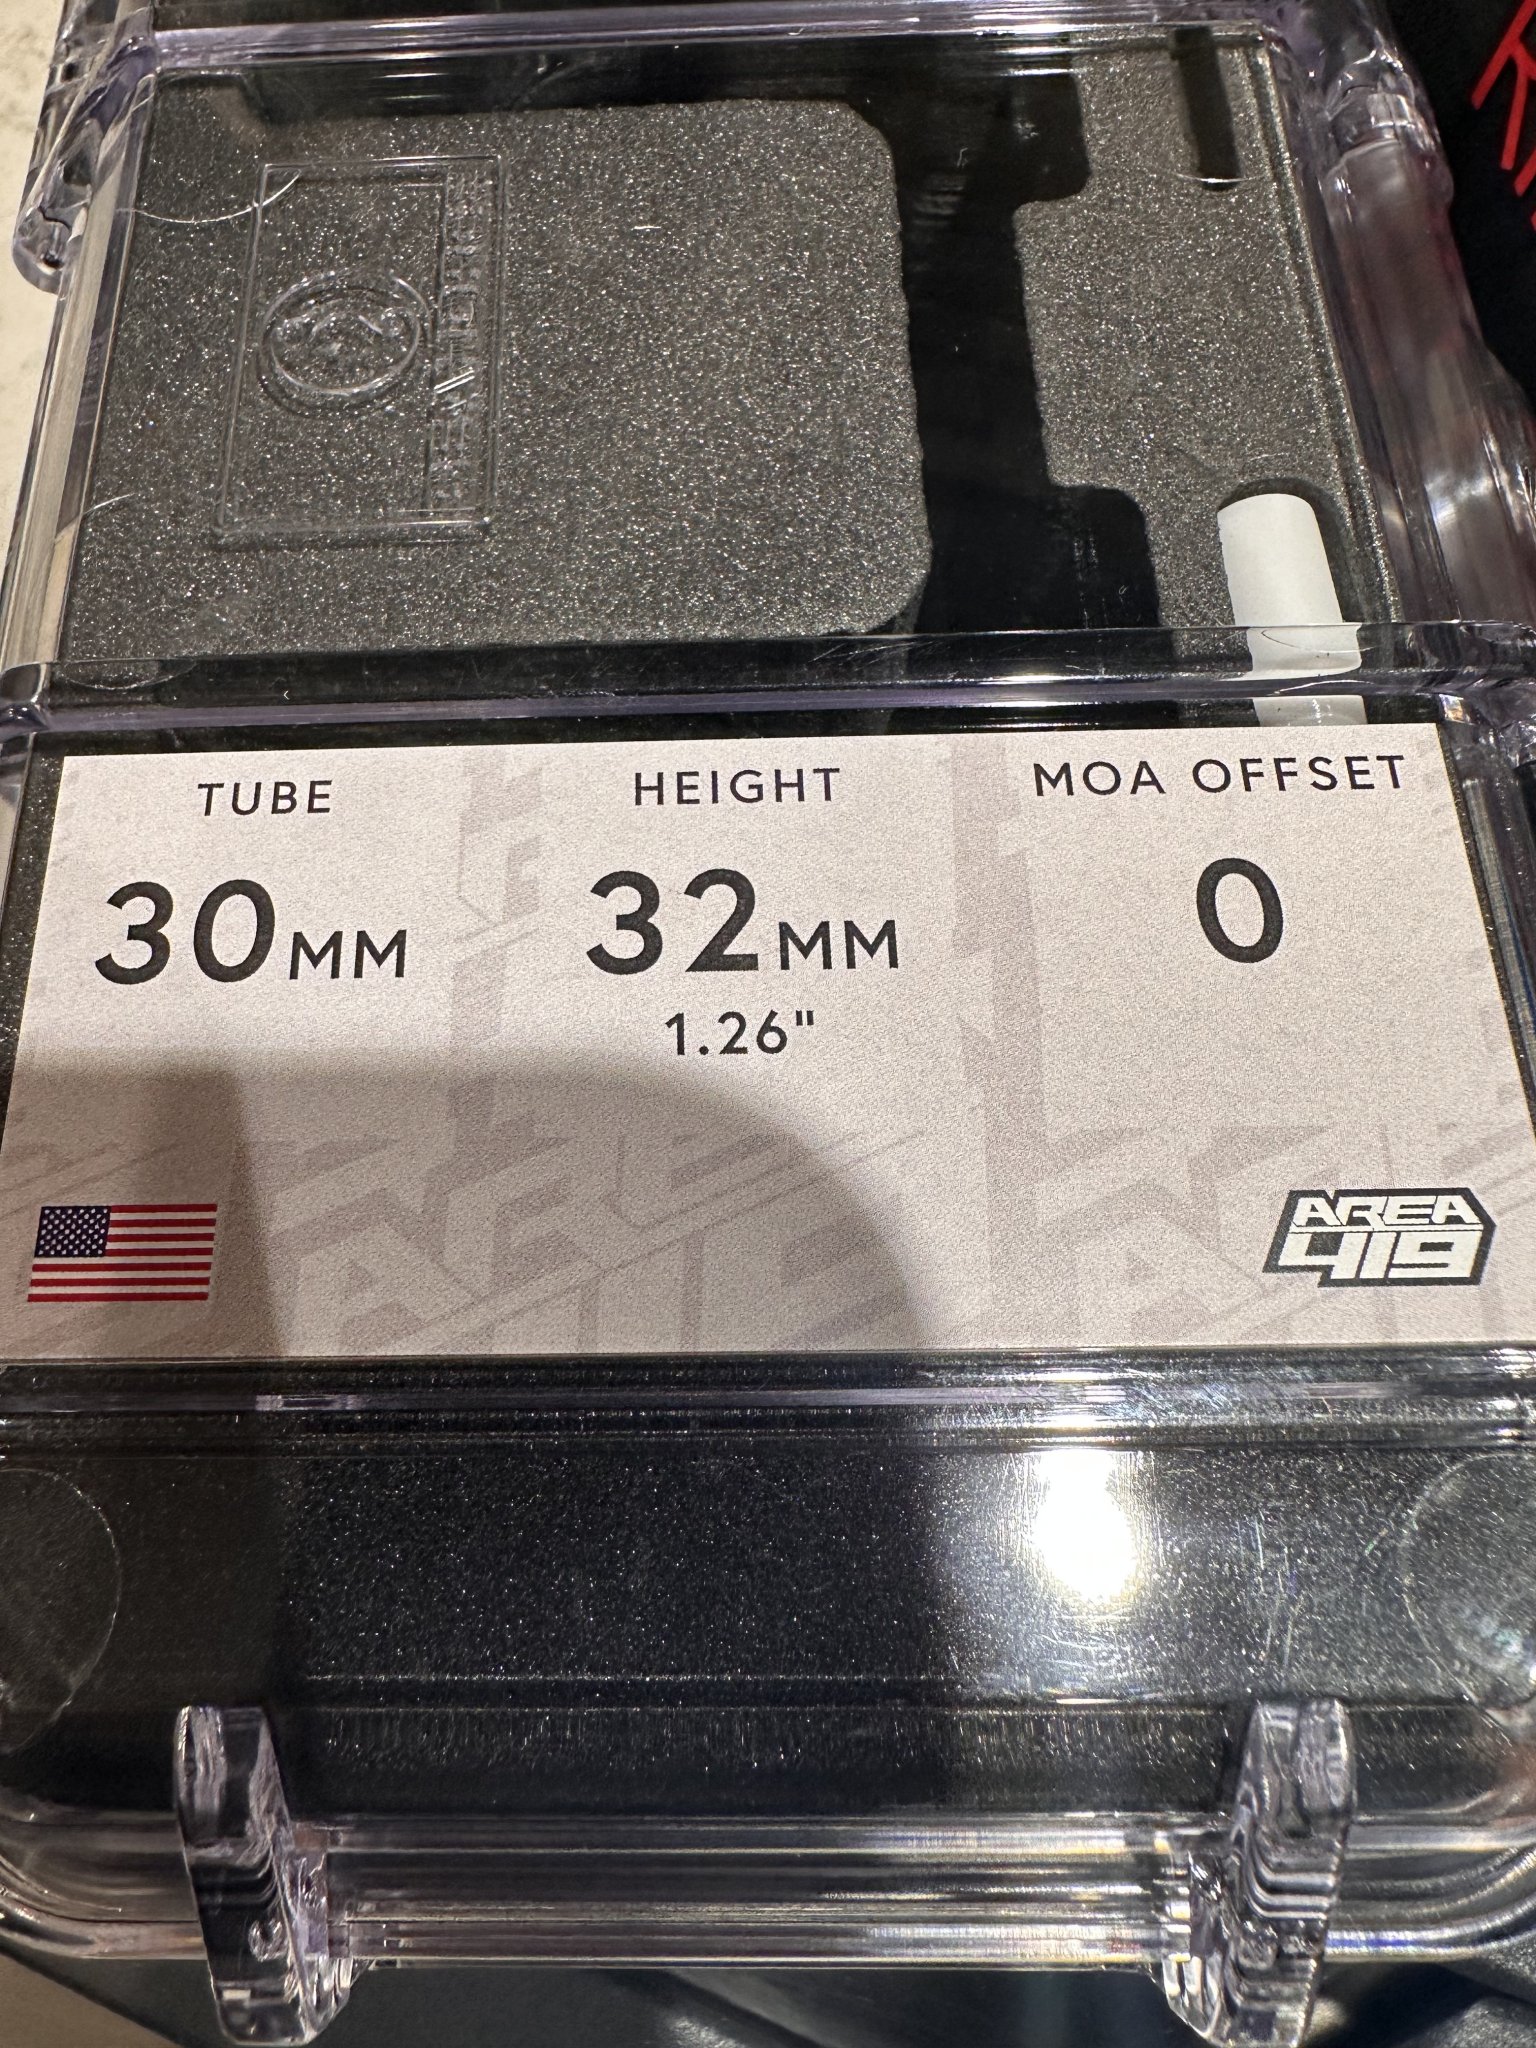 TUBE
30MM
HEIGHT
32MM
1.26"
MOA OFFSET
0
AREA
419